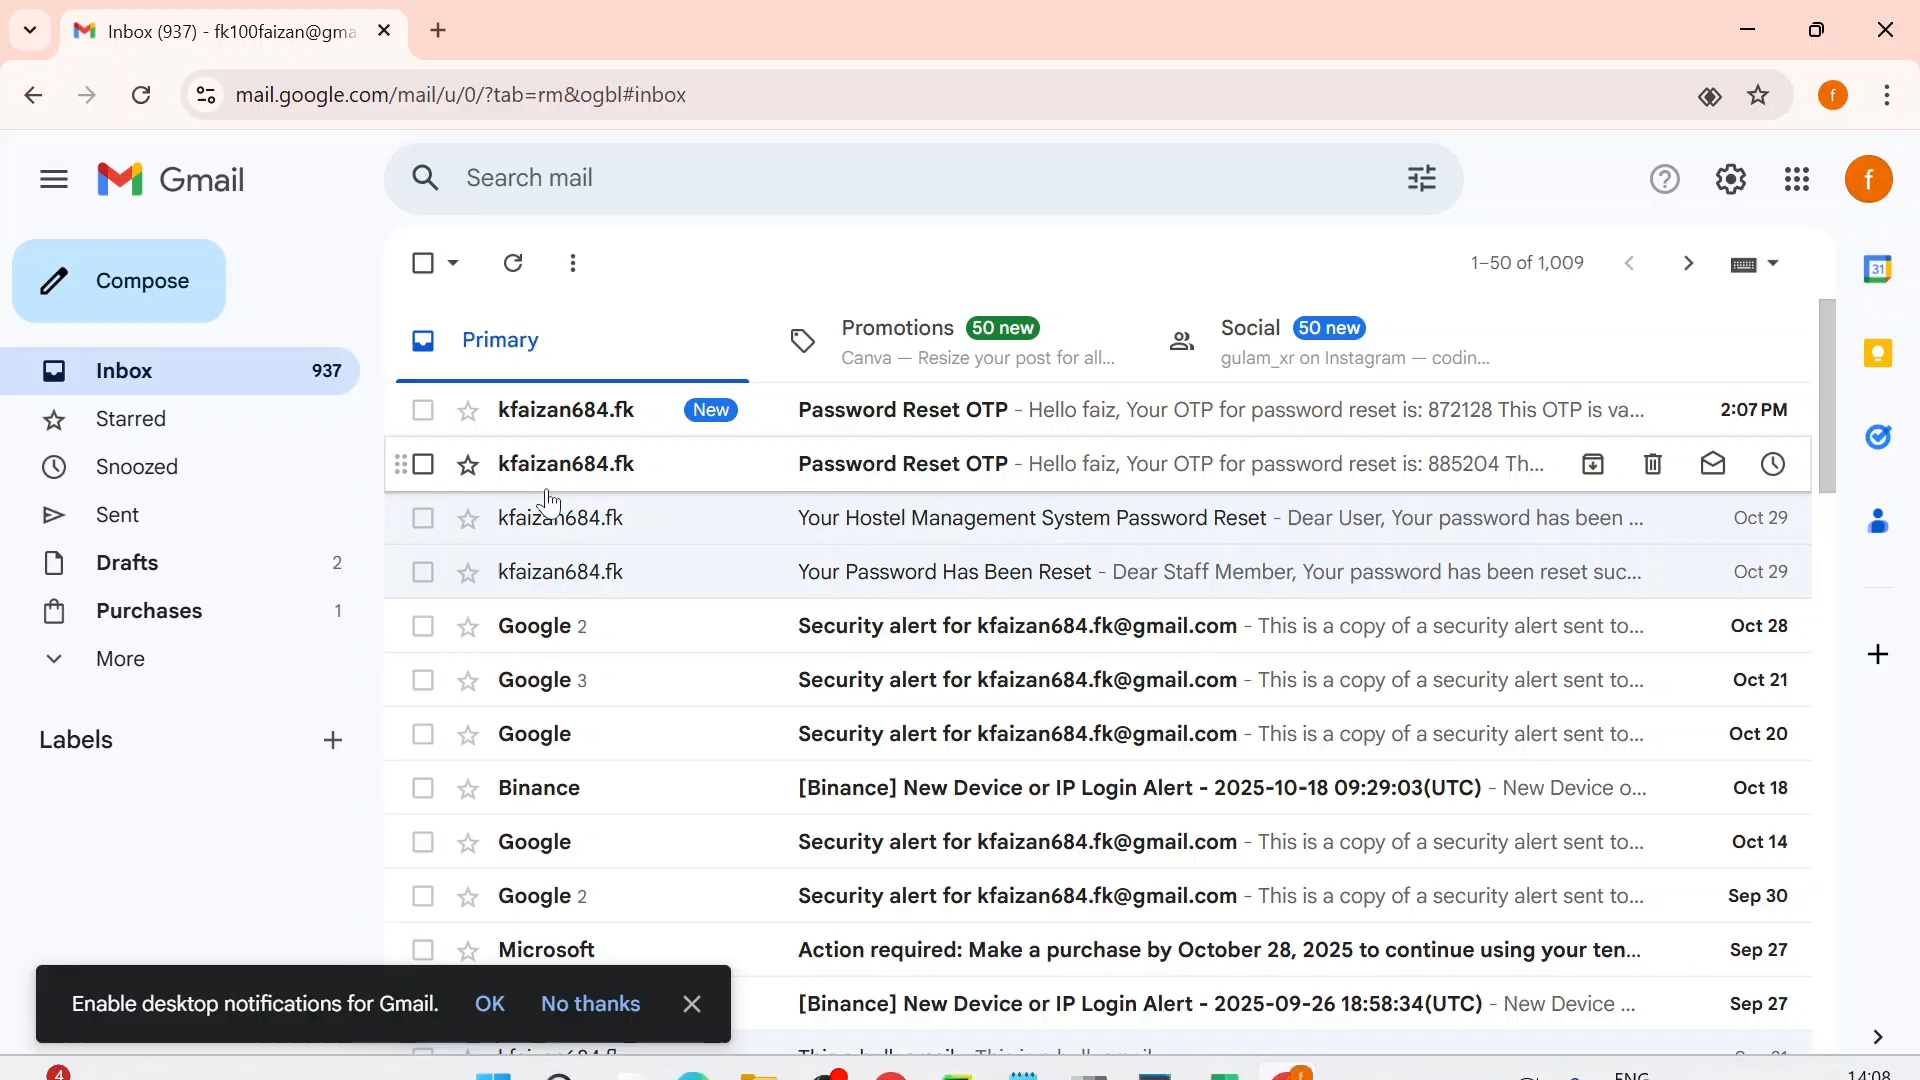 Inbox (937) - fk100faizan@gma
mail.google.com/mail/u/0/?tab=rm&ogbl#inbox
f
Gmail
Search mail
f
Compose
1–50 of 1,009
Primary
Promotions 50 new
Canva — Resize your post for all...
Social 50 new
gulam_xr on Instagram — codin...
Inbox 937
Starred
Snoozed
Sent
Drafts 2
Purchases 1
More
Labels
kfaizan684.fk New Password Reset OTP - Hello faiz, Your OTP for password reset is: 872128 This OTP is va... 2:07 PM
kfaizan684.fk Password Reset OTP - Hello faiz, Your OTP for password reset is: 885204 Th...
kfaizan684.fk Your Hostel Management System Password Reset - Dear User, Your password has been ... Oct 29
kfaizan684.fk Your Password Has Been Reset - Dear Staff Member, Your password has been reset suc... Oct 29
Google 2 Security alert for kfaizan684.fk@gmail.com - This is a copy of a security alert sent to... Oct 28
Google 3 Security alert for kfaizan684.fk@gmail.com - This is a copy of a security alert sent to... Oct 21
Google Security alert for kfaizan684.fk@gmail.com - This is a copy of a security alert sent to... Oct 20
Binance [Binance] New Device or IP Login Alert - 2025-10-18 09:29:03(UTC) - New Device o... Oct 18
Google Security alert for kfaizan684.fk@gmail.com - This is a copy of a security alert sent to... Oct 14
Google 2 Security alert for kfaizan684.fk@gmail.com - This is a copy of a security alert sent to... Sep 30
Microsoft Action required: Make a purchase by October 28, 2025 to continue using your ten... Sep 27
[Binance] New Device or IP Login Alert - 2025-09-26 18:58:34(UTC) - New Device ... Sep 27
Enable desktop notifications for Gmail. OK No thanks
31
4
ENG
14:08